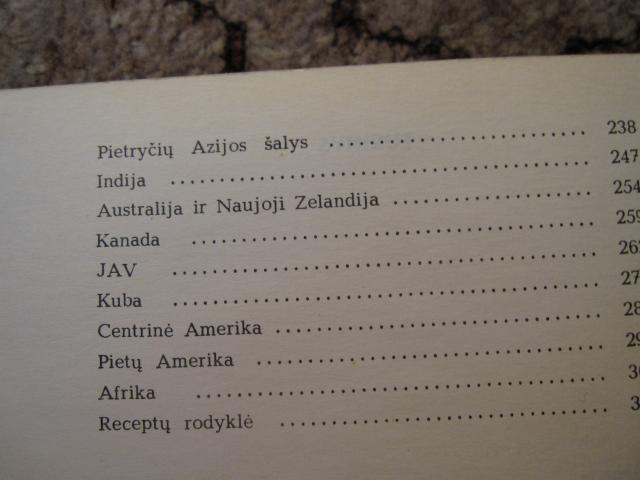 Pietryčių Azijos šalys 238
Indija 247
Australija ir Naujoji Zelandija 254
Kanada 259
JAV
Kuba
Centrinė Amerika
Pietų Amerika
Afrika
Receptų rodyklė